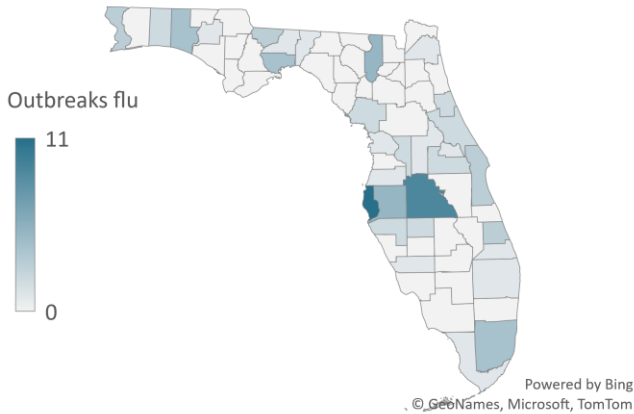 Outbreaks flu
11
0
Powered by Bing
© GeoNames, Microsoft, TomTom